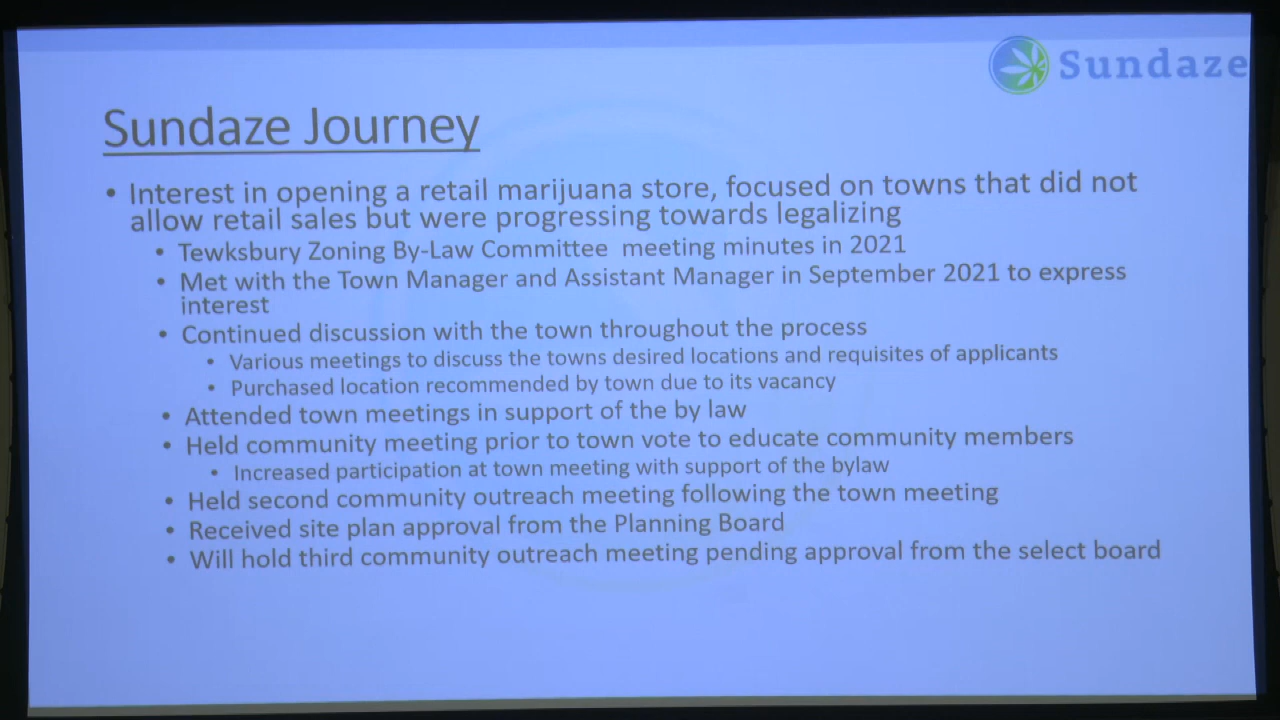 Sundaze
Sundaze Journey
• Interest in opening a retail marijuana store, focused on towns that did not
allow retail sales but were progressing towards legalizing
• Tewksbury Zoning By-Law Committee meeting minutes in 2021
• Met with the Town Manager and Assistant Manager in September 2021 to express
interest
• Continued discussion with the town throughout the process
• Various meetings to discuss the towns desired locations and requisites of applicants
• Purchased location recommended by town due to its vacancy
• Attended town meetings in support of the by law
• Held community meeting prior to town vote to educate community members
• Increased participation at town meeting with support of the bylaw
• Held second community outreach meeting following the town meeting
• Received site plan approval from the Planning Board
• Will hold third community outreach meeting pending approval from the select board